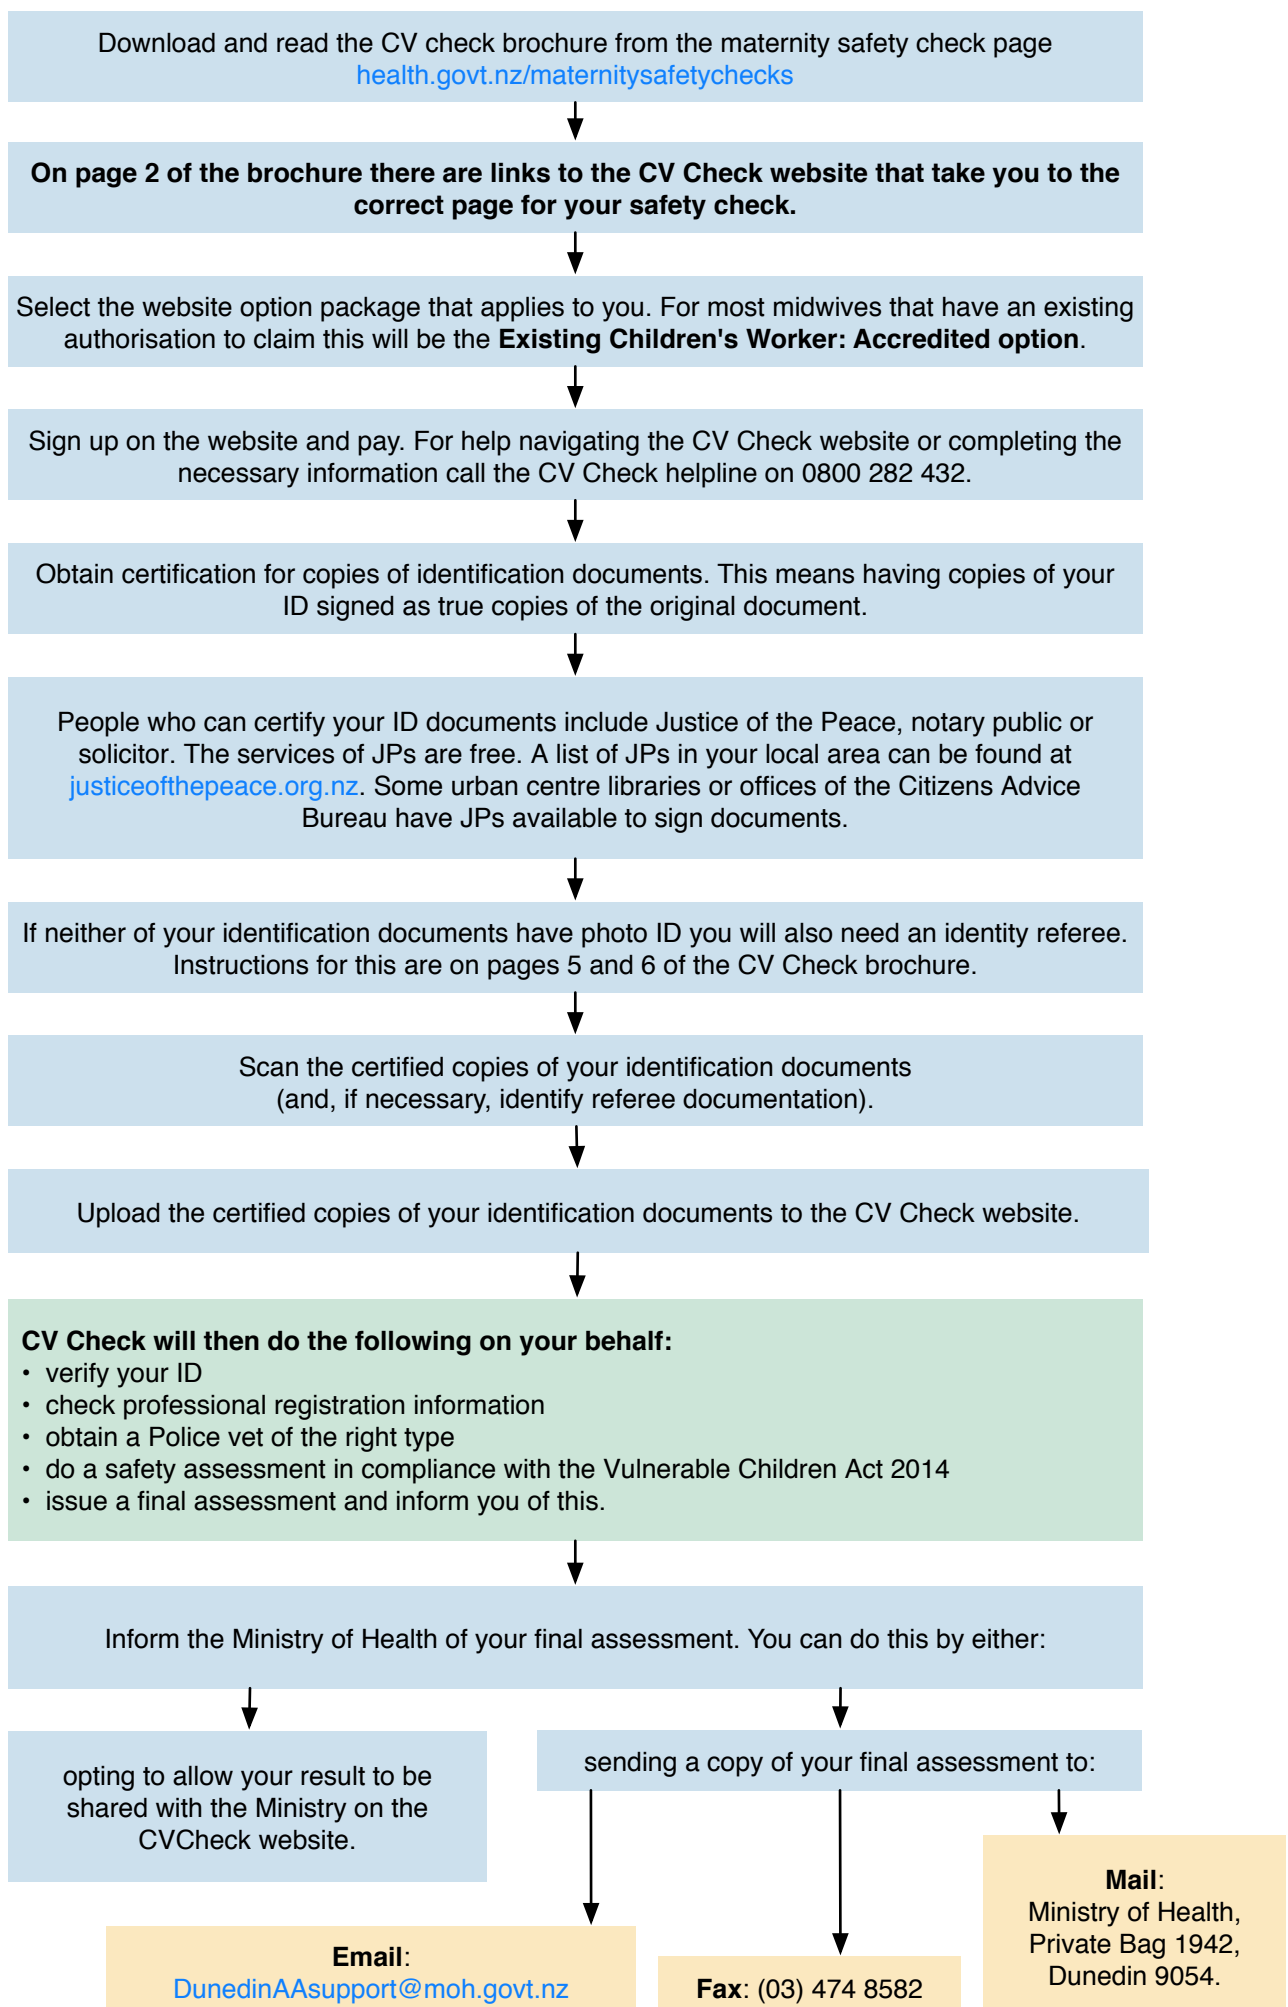 Download and read the CV check brochure from the maternity safety check page
health.govt.nz/maternitysafetychecks
On page 2 of the brochure there are links to the CV Check website that take you to the
correct page for your safety check.
Select the website option package that applies to you. For most midwives that have an existing
authorisation to claim this will be the Existing Children's Worker: Accredited option.
Sign up on the website and pay. For help navigating the CV Check website or completing the
necessary information call the CV Check helpline on 0800 282 432.
Obtain certification for copies of identification documents. This means having copies of your
ID signed as true copies of the original document.
People who can certify your ID documents include Justice of the Peace, notary public or
solicitor. The services of JPs are free. A list of JPs in your local area can be found at
justiceofthepeace.org.nz. Some urban centre libraries or offices of the Citizens Advice
Bureau have JPs available to sign documents.
If neither of your identification documents have photo ID you will also need an identity referee.
Instructions for this are on pages 5 and 6 of the CV Check brochure.
Scan the certified copies of your identification documents
(and, if necessary, identify referee documentation).
Upload the certified copies of your identification documents to the CV Check website.
CV Check will then do the following on your behalf:
• verify your ID
• check professional registration information
• obtain a Police vet of the right type
• do a safety assessment in compliance with the Vulnerable Children Act 2014
• issue a final assessment and inform you of this.
Inform the Ministry of Health of your final assessment. You can do this by either:
opting to allow your result to be
shared with the Ministry on the
CVCheck website.
sending a copy of your final assessment to:
Email:
DunedinAAsupport@moh.govt.nz
Fax: (03) 474 8582
Mail:
Ministry of Health,
Private Bag 1942,
Dunedin 9054.